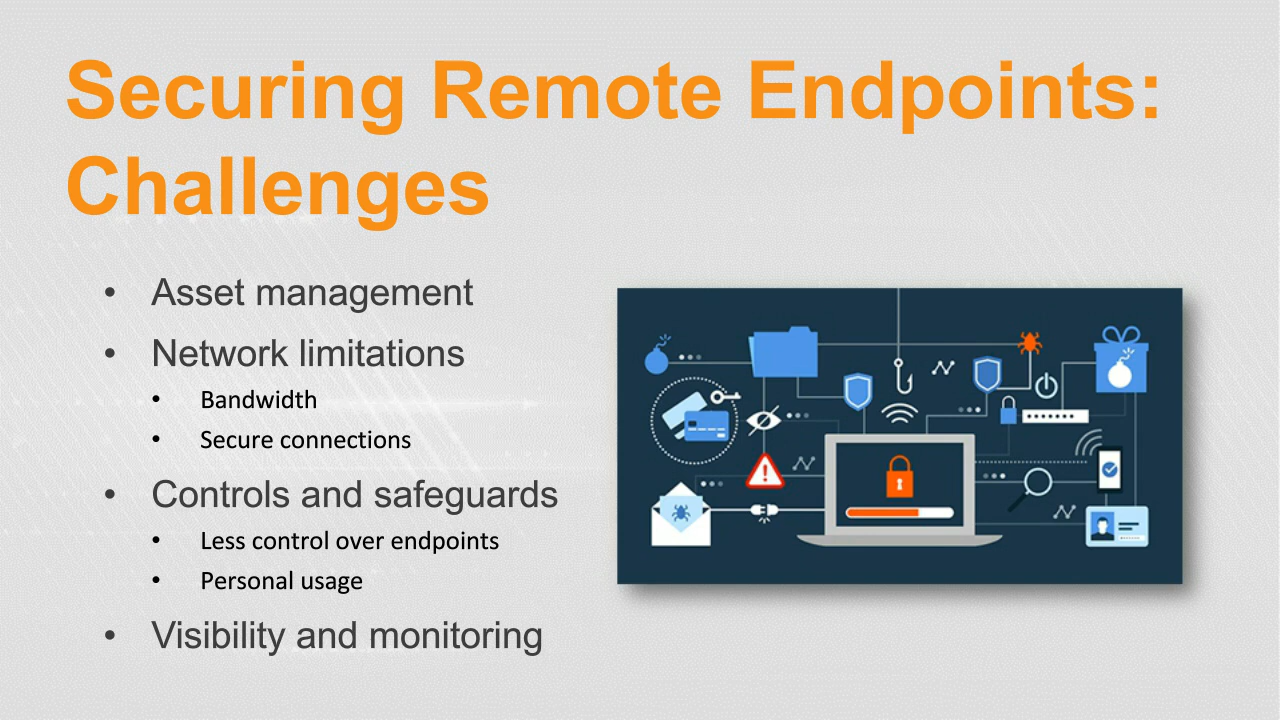 Securing Remote Endpoints:
Challenges
• Asset management
• Network limitations
• Bandwidth
• Secure connections
• Controls and safeguards
• Less control over endpoints
• Personal usage
• Visibility and monitoring